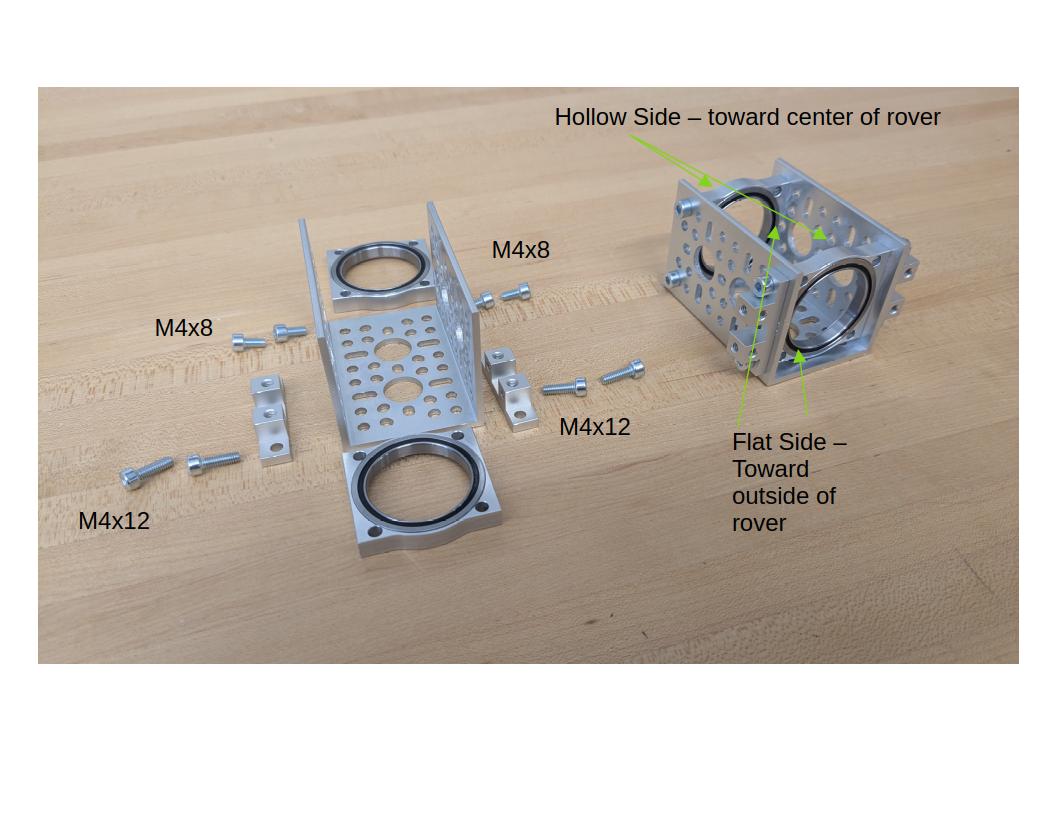 Hollow Side – toward center of rover
M4x8
M4x8
M4x12
M4x12
Flat Side –
Toward
outside of
rover